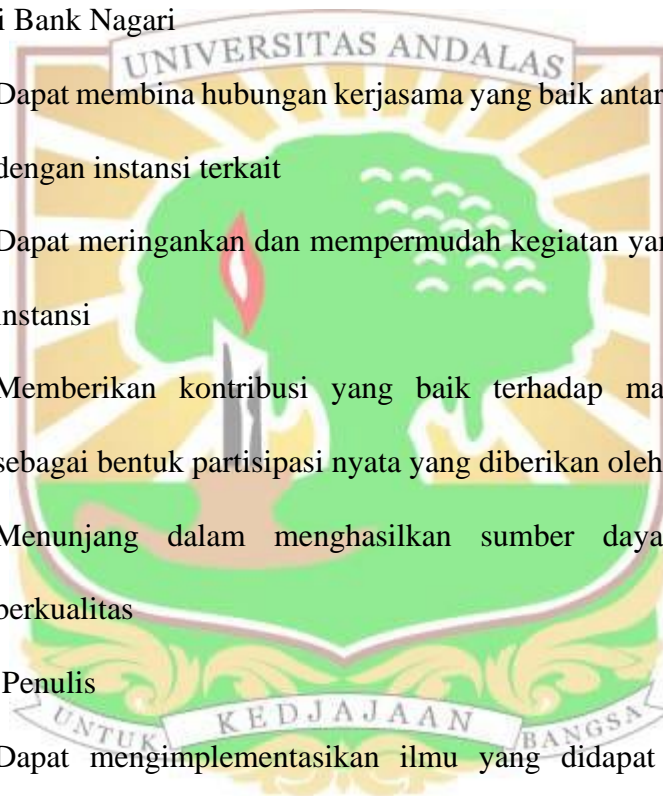 i Bank Nagari
UNIVERSITAS ANDALAS
Dapat membina hubungan kerjasama yang baik antar
dengan instansi terkait
Dapat meringankan dan mempermudah kegiatan yan
instansi
Memberikan kontribusi yang baik terhadap ma
sebagai bentuk partisipasi nyata yang diberikan oleh
Menunjang dalam menghasilkan sumber daya
berkualitas
Penulis
UNTUK KEDJAJAAN BANGSA
Dapat mengimplementasikan ilmu yang didapat